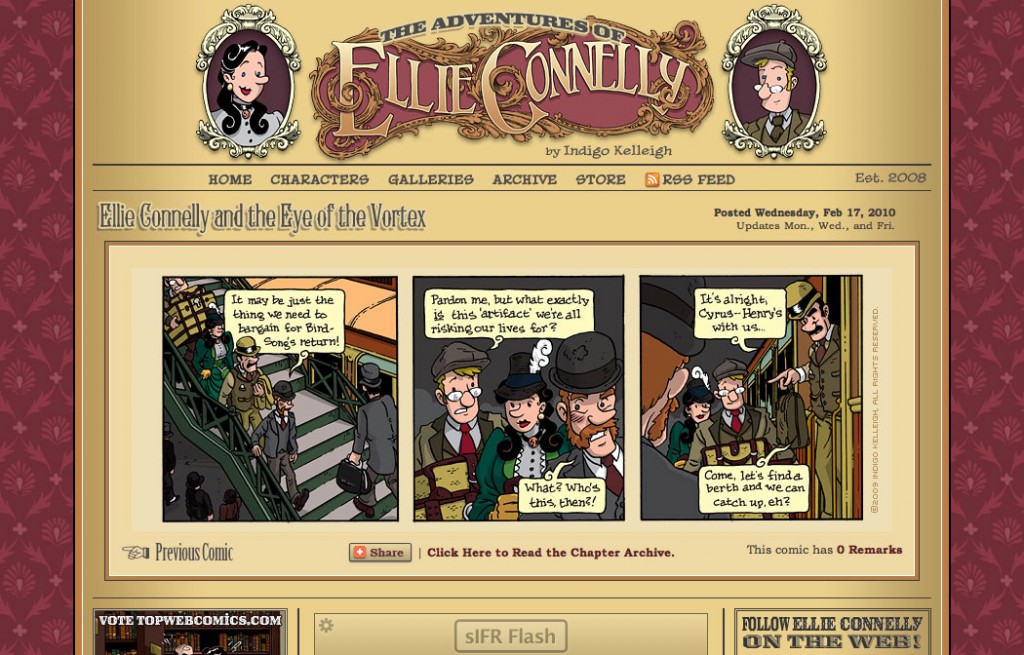 THE ADVENTURES OF
ELLIE CONNELLY
by Indigo Kelleigh
HOME CHARACTERS GALLERIES ARCHIVE STORE RSS FEED
Est. 2008
Ellie Connelly and the Eye of the Vortex
Posted Wednesday, Feb 17, 2010
Updates Mon., Wed., and Fri.
It may be just the
thing we need to
bargain for Bird-
Song's return!
Pardon me, but what exactly
is this 'artifact' we're all
risking our lives for?
What? Who's
this, then?!
It's alright,
Cyrus--Henry's
with us...
Come, let's find a
berth and we can
catch up, eh?
©2009 INDIGO KELLEIGH, ALL RIGHTS RESERVED.
Previous Comic
Share | Click Here to Read the Chapter Archive.
This comic has 0 Remarks
VOTE TOPWEBCOMICS.COM
sIFR Flash
FOLLOW ELLIE CONNELLY
ON THE WEB!